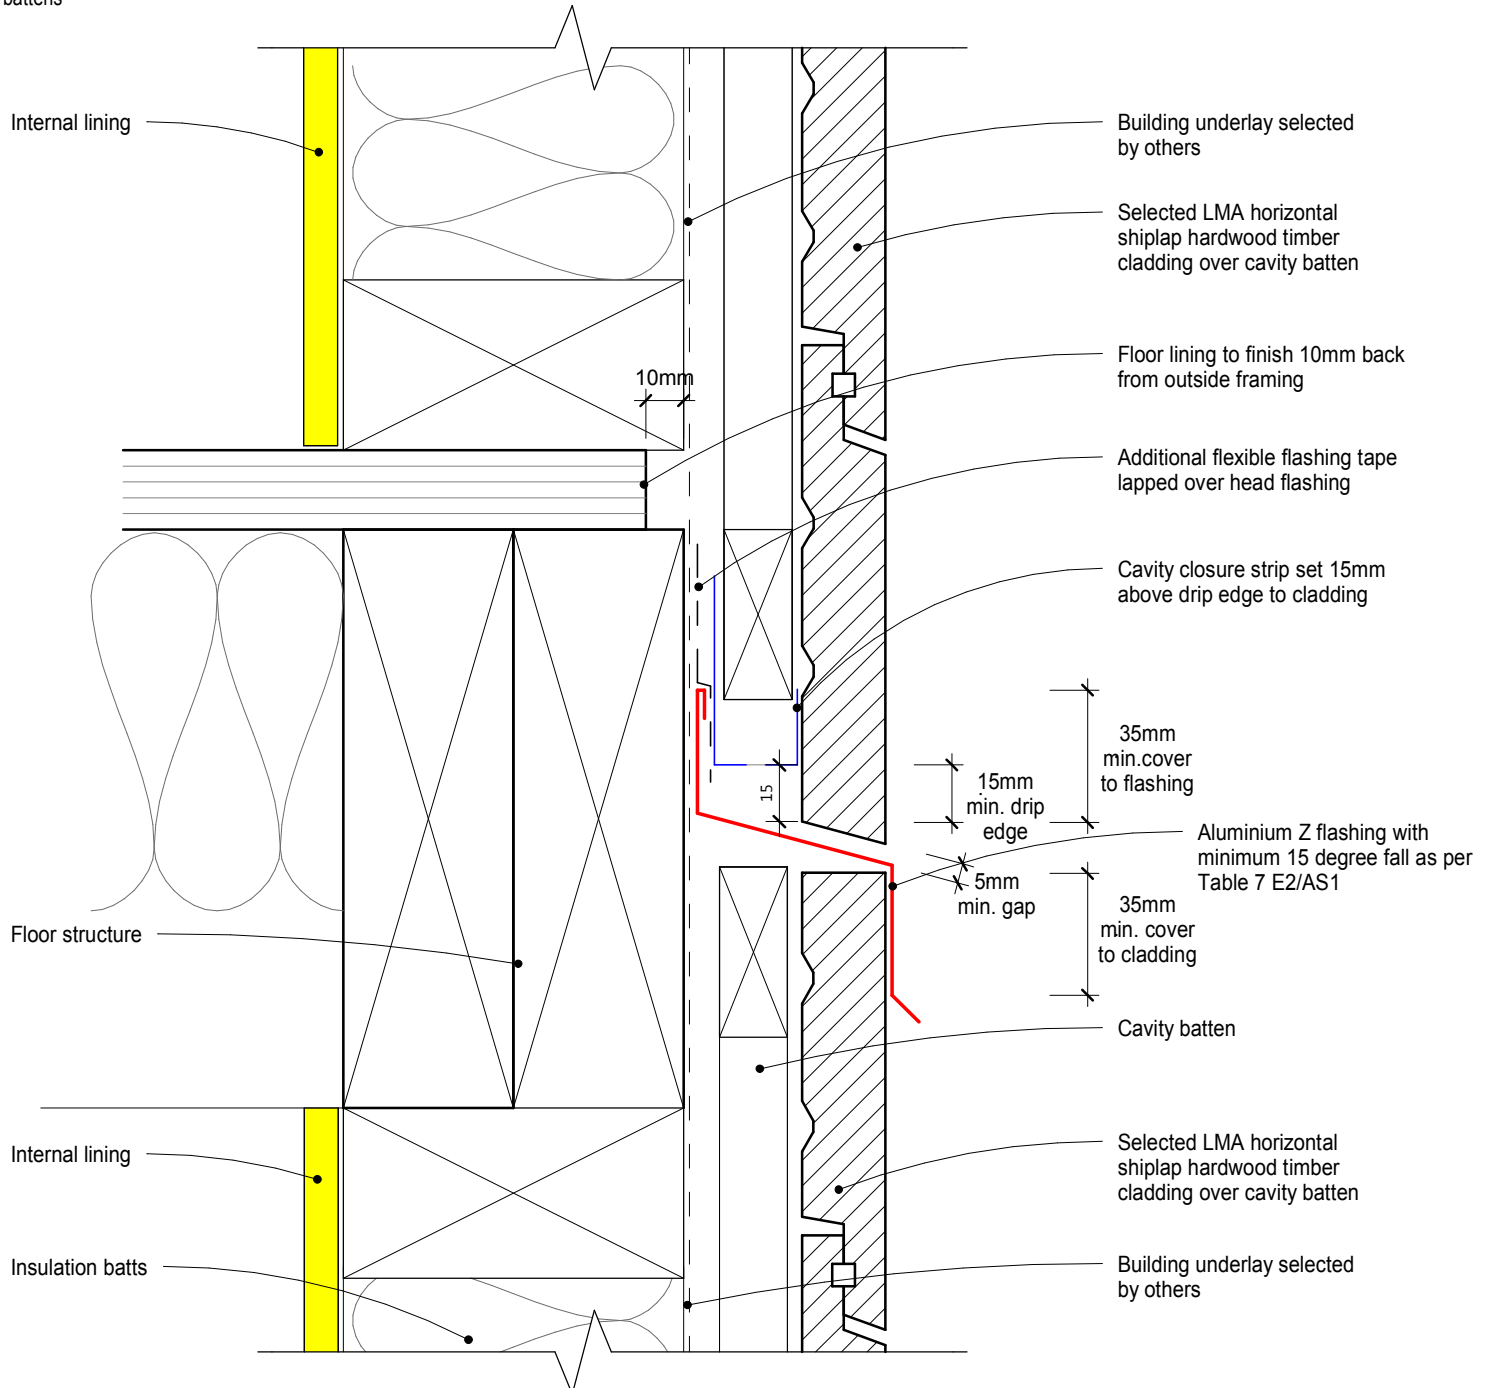 battens
Internal lining
Building underlay selected
by others
Selected LMA horizontal
shiplap hardwood timber
cladding over cavity batten
10mm
Floor lining to finish 10mm back
from outside framing
Additional flexible flashing tape
lapped over head flashing
Cavity closure strip set 15mm
above drip edge to cladding
35mm
min.cover
to flashing
15
15mm
min. drip
edge
Aluminium Z flashing with
minimum 15 degree fall as per
Table 7 E2/AS1
5mm
min. gap
35mm
min. cover
to cladding
Floor structure
Cavity batten
Internal lining
Selected LMA horizontal
shiplap hardwood timber
cladding over cavity batten
Insulation batts
Building underlay selected
by others